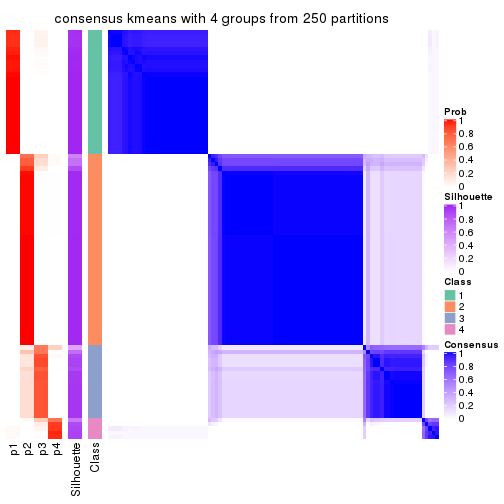 consensus kmeans with 4 groups from 250 partitions
Prob
1
0.8
0.6
0.4
0.2
0
Silhouette
1
0.8
0.6
0.4
0.2
0
Class
1
2
3
4
Consensus
1
0.8
0.6
0.4
0.2
0
p1
p2
p3
p4
Silhouette
Class